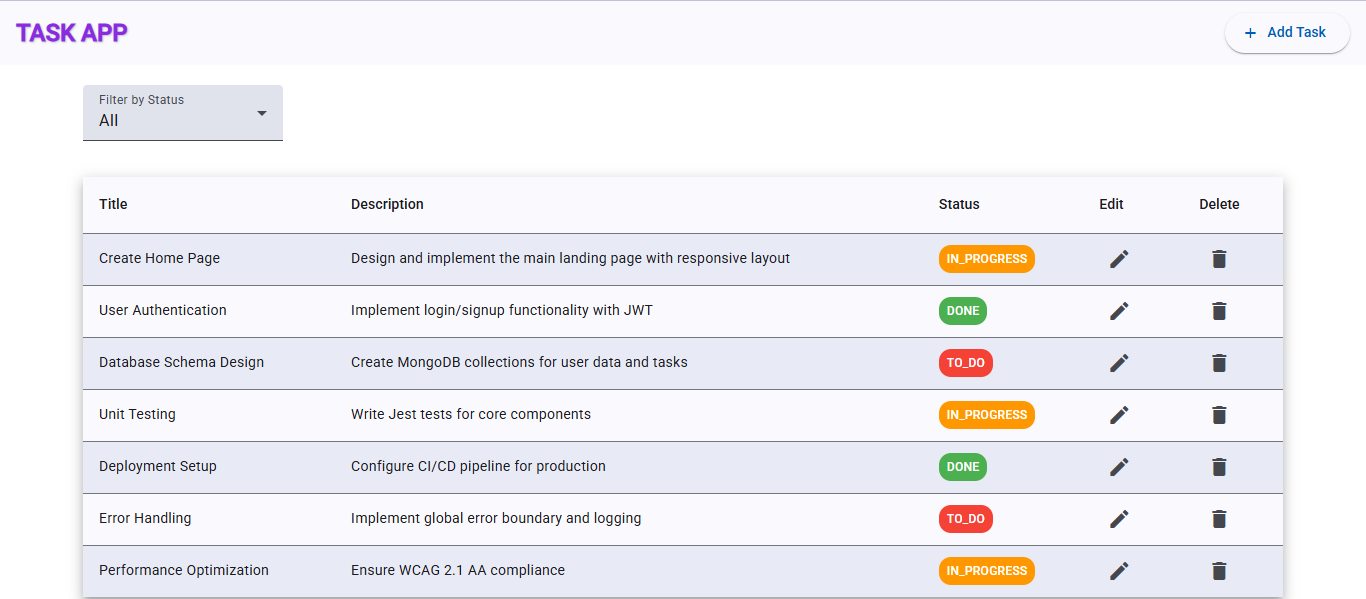 TASK APP
+ Add Task
Filter by Status
All
Title Description Status Edit Delete
Create Home Page Design and implement the main landing page with responsive layout IN_PROGRESS
User Authentication Implement login/signup functionality with JWT DONE
Database Schema Design Create MongoDB collections for user data and tasks TO_DO
Unit Testing Write Jest tests for core components IN_PROGRESS
Deployment Setup Configure CI/CD pipeline for production DONE
Error Handling Implement global error boundary and logging TO_DO
Performance Optimization Ensure WCAG 2.1 AA compliance IN_PROGRESS